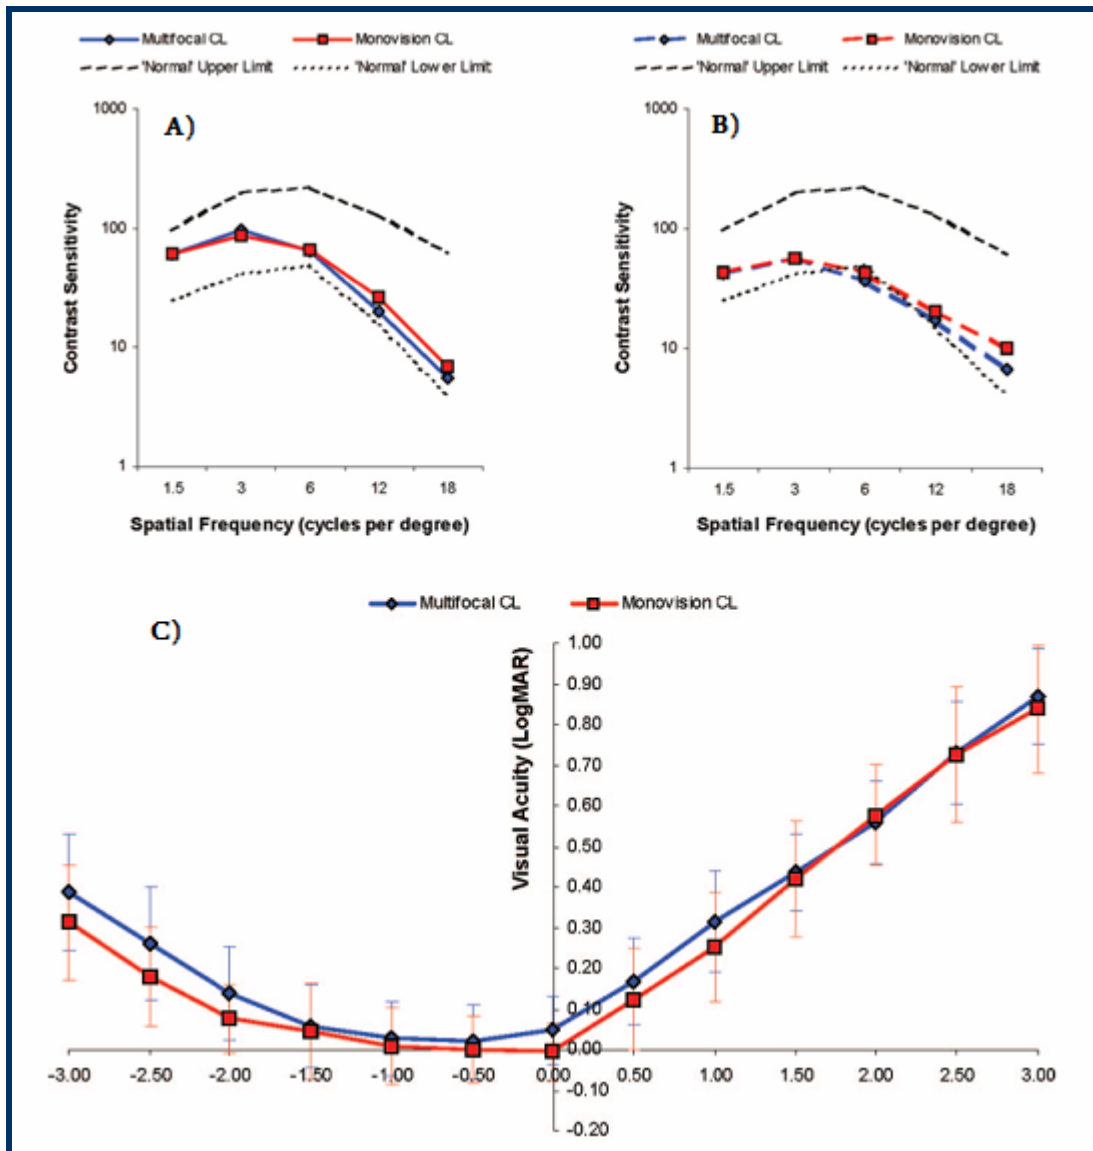 Multifocal CL Monovision CL
'Normal' Upper Limit 'Normal' Lower Limit
A)
1000
100
10
1
Contrast Sensitivity
1.5 3 6 12 18
Spatial Frequency (cycles per degree)
Multifocal CL Monovision CL
'Normal' Upper Limit 'Normal' Lower Limit
B)
1000
100
10
1
Contrast Sensitivity
1.5 3 6 12 18
Spatial Frequency (cycles per degree)
Multifocal CL Monovision CL
C)
Visual Acuity (LogMAR)
1.00
0.90
0.80
0.70
0.60
0.50
0.40
0.30
0.20
0.10
0.00
-3.00 -2.50 -2.00 -1.50 -1.00 -0.50 0.00 0.50 1.00 1.50 2.00 2.50 3.00
-0.10
-0.20